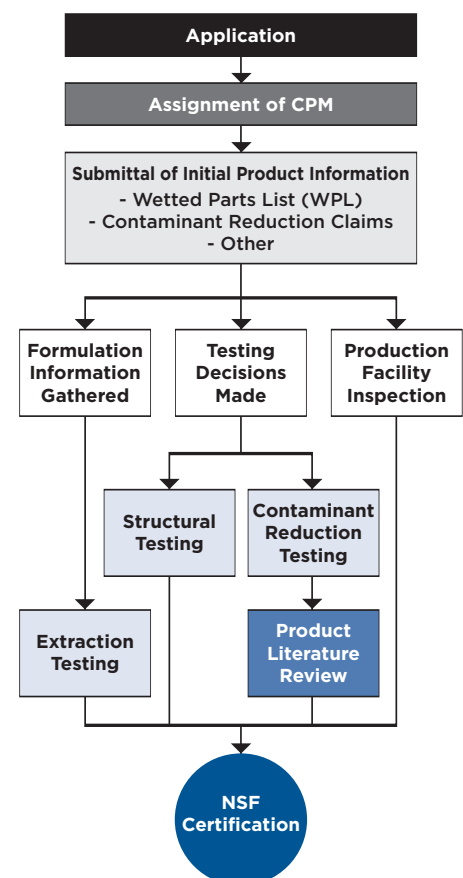 Application
Assignment of CPM
Submittal of Initial Product Information
- Wetted Parts List (WPL)
- Contaminant Reduction Claims
- Other
Formulation
Information
Gathered
Testing
Decisions
Made
Production
Facility
Inspection
Structural
Testing
Contaminant
Reduction
Testing
Extraction
Testing
Product
Literature
Review
NSF
Certification